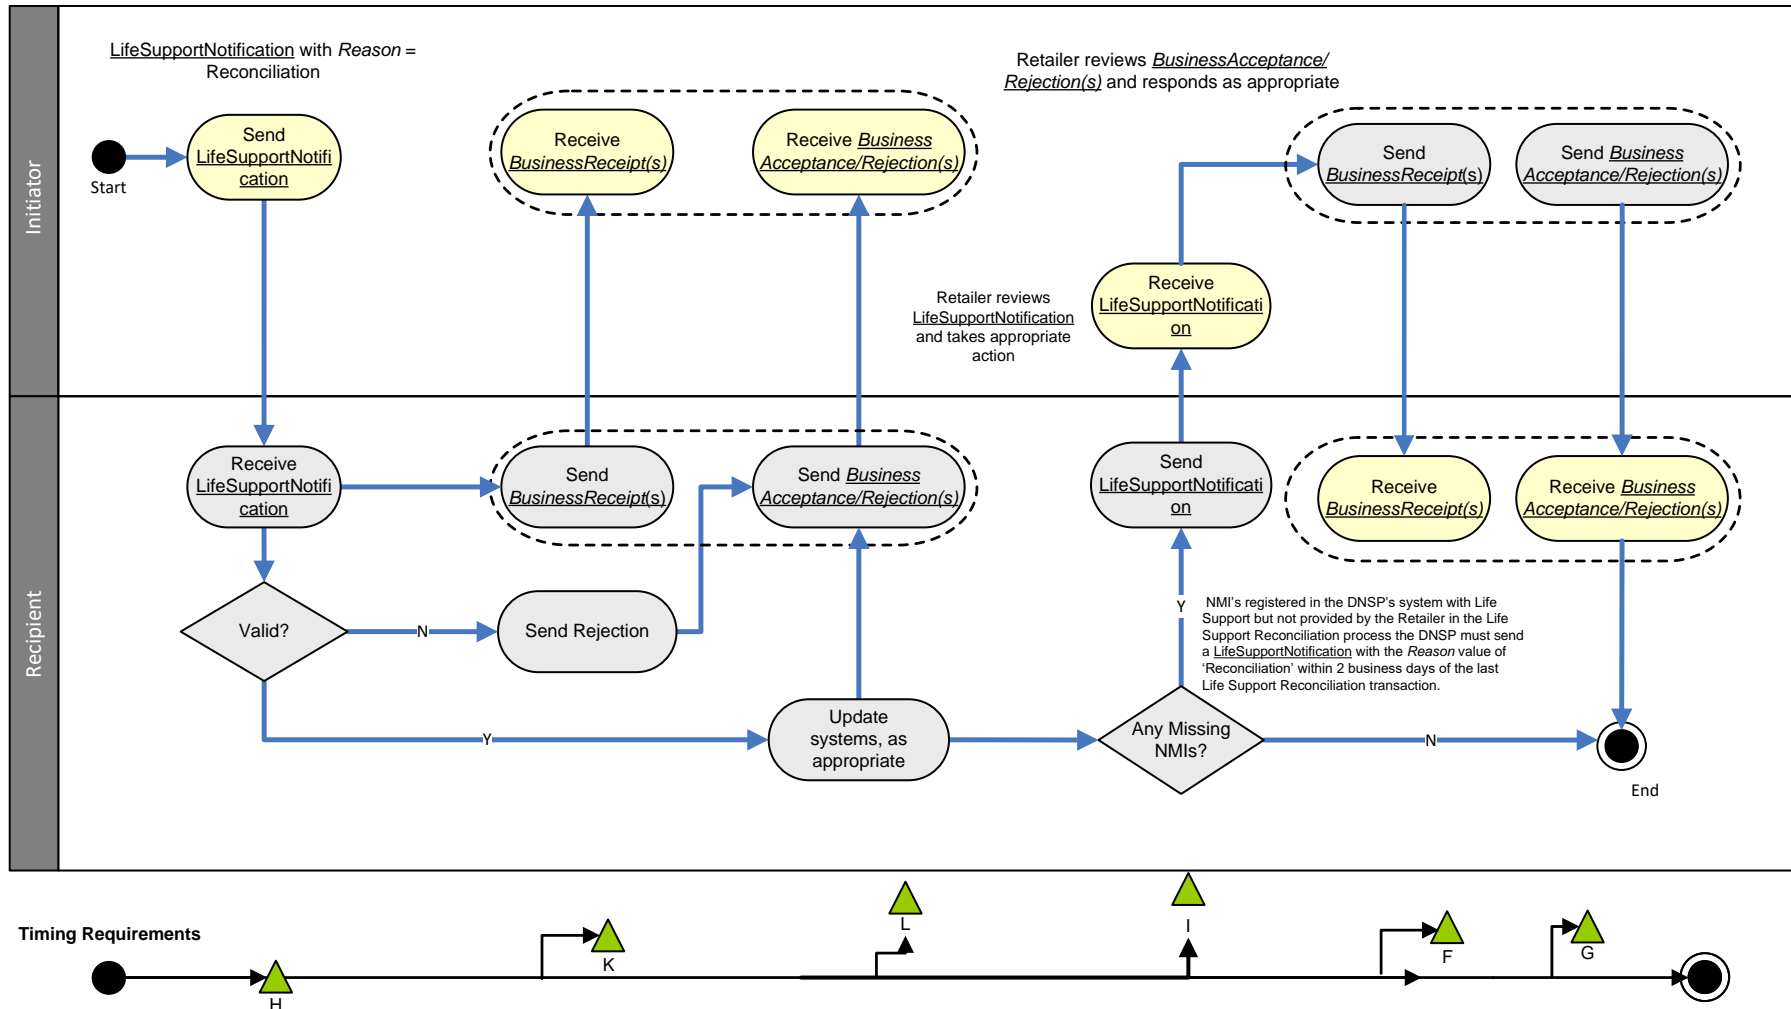 Initiator
LifeSupportNotification with Reason =
Reconciliation
Start
Send
LifeSupportNotifi
cation
Receive
BusinessReceipt(s)
Receive Business
Acceptance/Rejection(s)
Retailer reviews BusinessAcceptance/
Rejection(s) and responds as appropriate
Send
BusinessReceipt(s)
Send Business
Acceptance/Rejection(s)
Retailer reviews
LifeSupportNotification
and takes appropriate
action
Receive
LifeSupportNotificati
on
Recipient
Receive
LifeSupportNotifi
cation
Send
BusinessReceipt(s)
Send Business
Acceptance/Rejection(s)
Send
LifeSupportNotificati
on
Receive
BusinessReceipt(s)
Receive Business
Acceptance/Rejection(s)
Valid?
N
Send Rejection
Y
NMI's registered in the DNSP's system with Life
Support but not provided by the Retailer in the Life
Support Reconciliation process the DNSP must send
a LifeSupportNotification with the Reason value of
'Reconciliation' within 2 business days of the last
Life Support Reconciliation transaction.
Y
Update
systems, as
appropriate
Any Missing
NMIs?
N
End
Timing Requirements
H
K
L
I
F
G